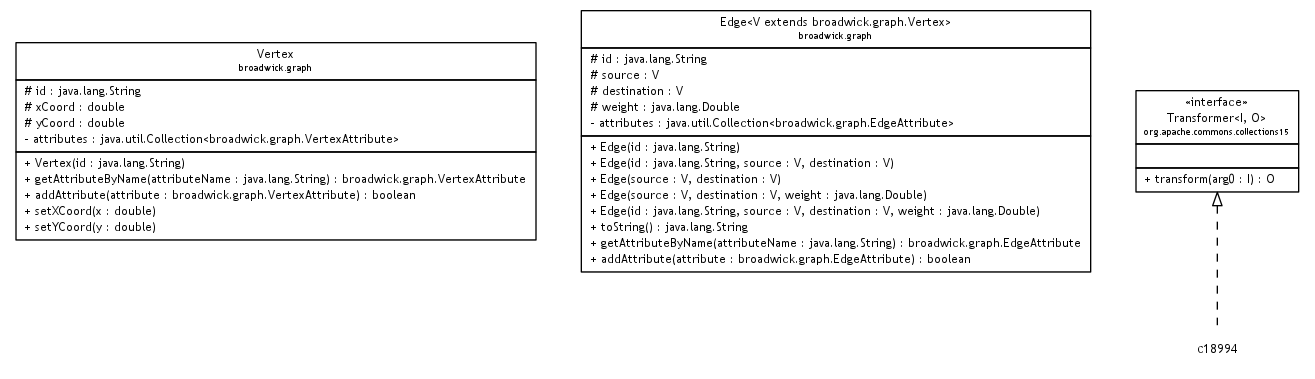 Vertex
broadwick.graph
# id : java.lang.String
# xCoord : double
# yCoord : double
- attributes : java.util.Collection<broadwick.graph.VertexAttribute>
+ Vertex(id : java.lang.String)
+ getAttributeByName(attributeName : java.lang.String) : broadwick.graph.VertexAttribute
+ addAttribute(attribute : broadwick.graph.VertexAttribute) : boolean
+ setXCoord(x : double)
+ setYCoord(y : double)
Edge<V extends broadwick.graph.Vertex>
broadwick.graph
# id : java.lang.String
# source : V
# destination : V
# weight : java.lang.Double
- attributes : java.util.Collection<broadwick.graph.EdgeAttribute>
+ Edge(id : java.lang.String)
+ Edge(id : java.lang.String, source : V, destination : V)
+ Edge(source : V, destination : V)
+ Edge(source : V, destination : V, weight : java.lang.Double)
+ Edge(id : java.lang.String, source : V, destination : V, weight : java.lang.Double)
+ toString() : java.lang.String
+ getAttributeByName(attributeName : java.lang.String) : broadwick.graph.EdgeAttribute
+ addAttribute(attribute : broadwick.graph.EdgeAttribute) : boolean
«interface»
Transformer<I, O>
org.apache.commons.collections15
+ transform(arg0 : I) : O
c18994